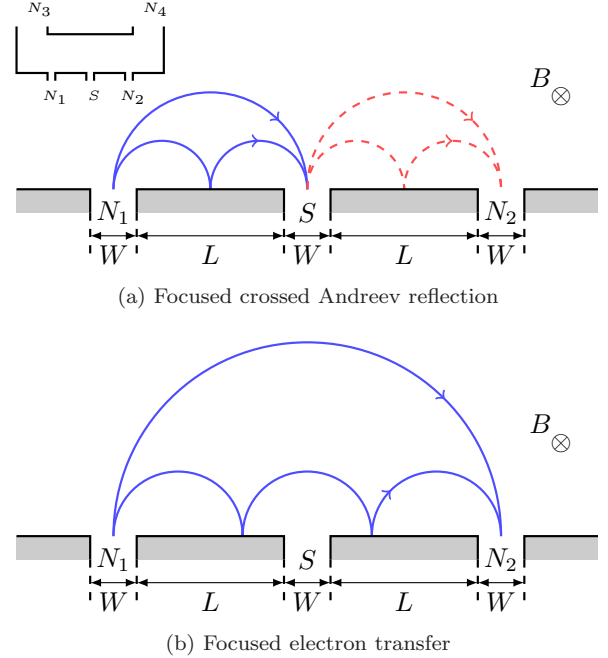 N₃ N₄
N₁ S N₂
B ⊗
N₁ S N₂
W L W L W
(a) Focused crossed Andreev reflection
B ⊗
N₁ S N₂
W L W L W
(b) Focused electron transfer